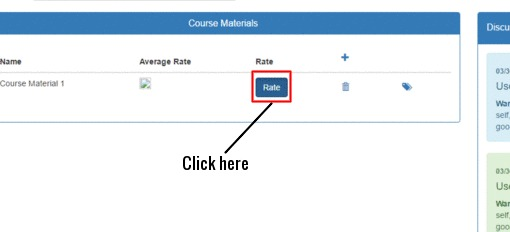 Course Materials
Discu
Name Average Rate Rate
Course Material 1 Rate
Click here
03/3
Use
War
self,
goo
03/3
Use
War
self,
goo